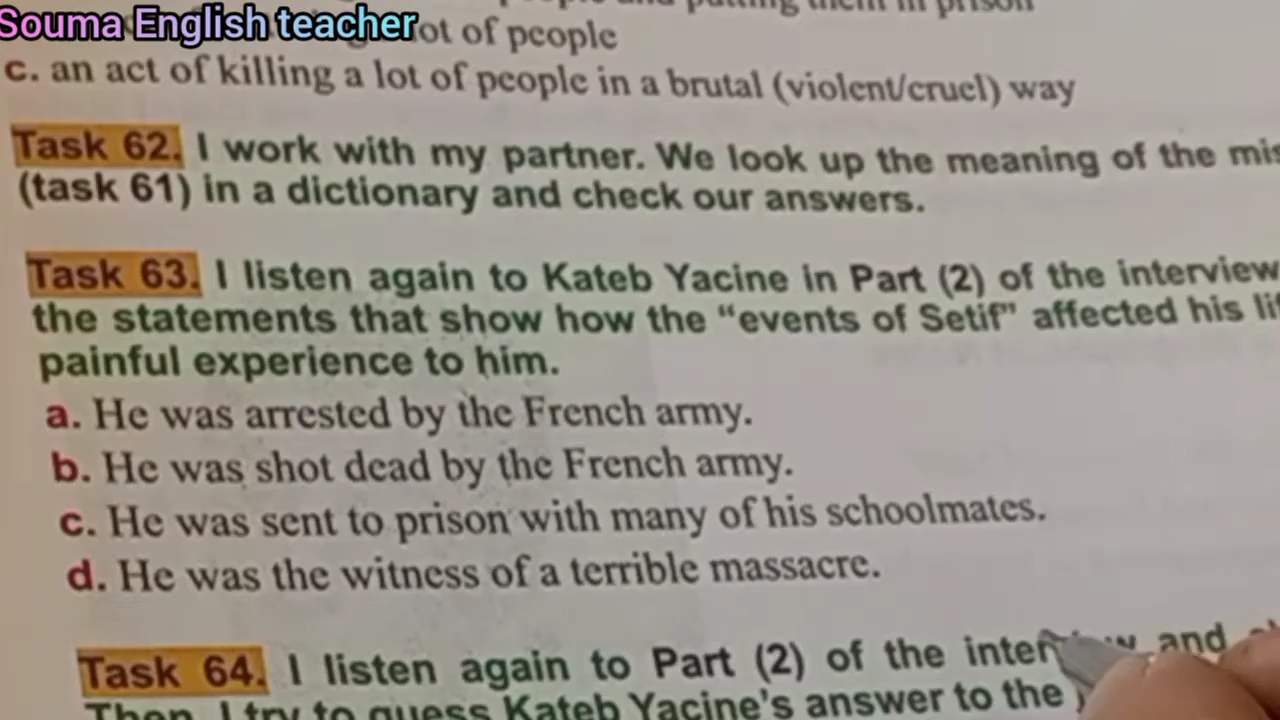 Souma English teacher
lot of people
c. an act of killing a lot of people in a brutal (violent/cruel) way
Task 62. I work with my partner. We look up the meaning of the
(task 61) in a dictionary and check our answers.
Task 63. I listen again to Kateb Yacine in Part (2) of the interview
the statements that show how the “events of Setif” affected his
painful experience to him.
a. He was arrested by the French army.
b. He was shot dead by the French army.
c. He was sent to prison with many of his schoolmates.
d. He was the witness of a terrible massacre.
Task 64. I listen again to Part (2) of the interview and
Then, I try to guess Kateb Yacine's answer to the